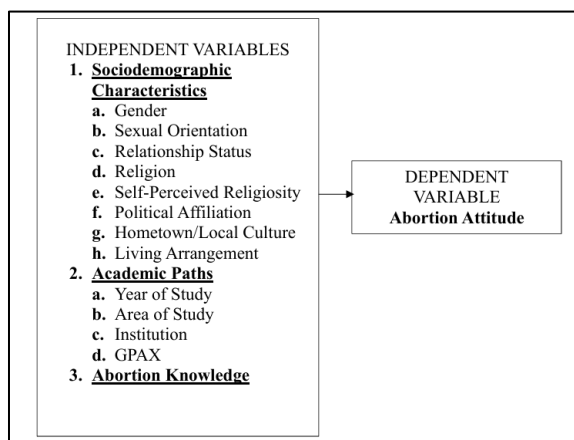 INDEPENDENT VARIABLES
1. Sociodemographic
Characteristics
a. Gender
b. Sexual Orientation
c. Relationship Status
d. Religion
e. Self-Perceived Religiosity
f. Political Affiliation
g. Hometown/Local Culture
h. Living Arrangement
2. Academic Paths
a. Year of Study
b. Area of Study
c. Institution
d. GPAX
3. Abortion Knowledge
DEPENDENT
VARIABLE
Abortion Attitude